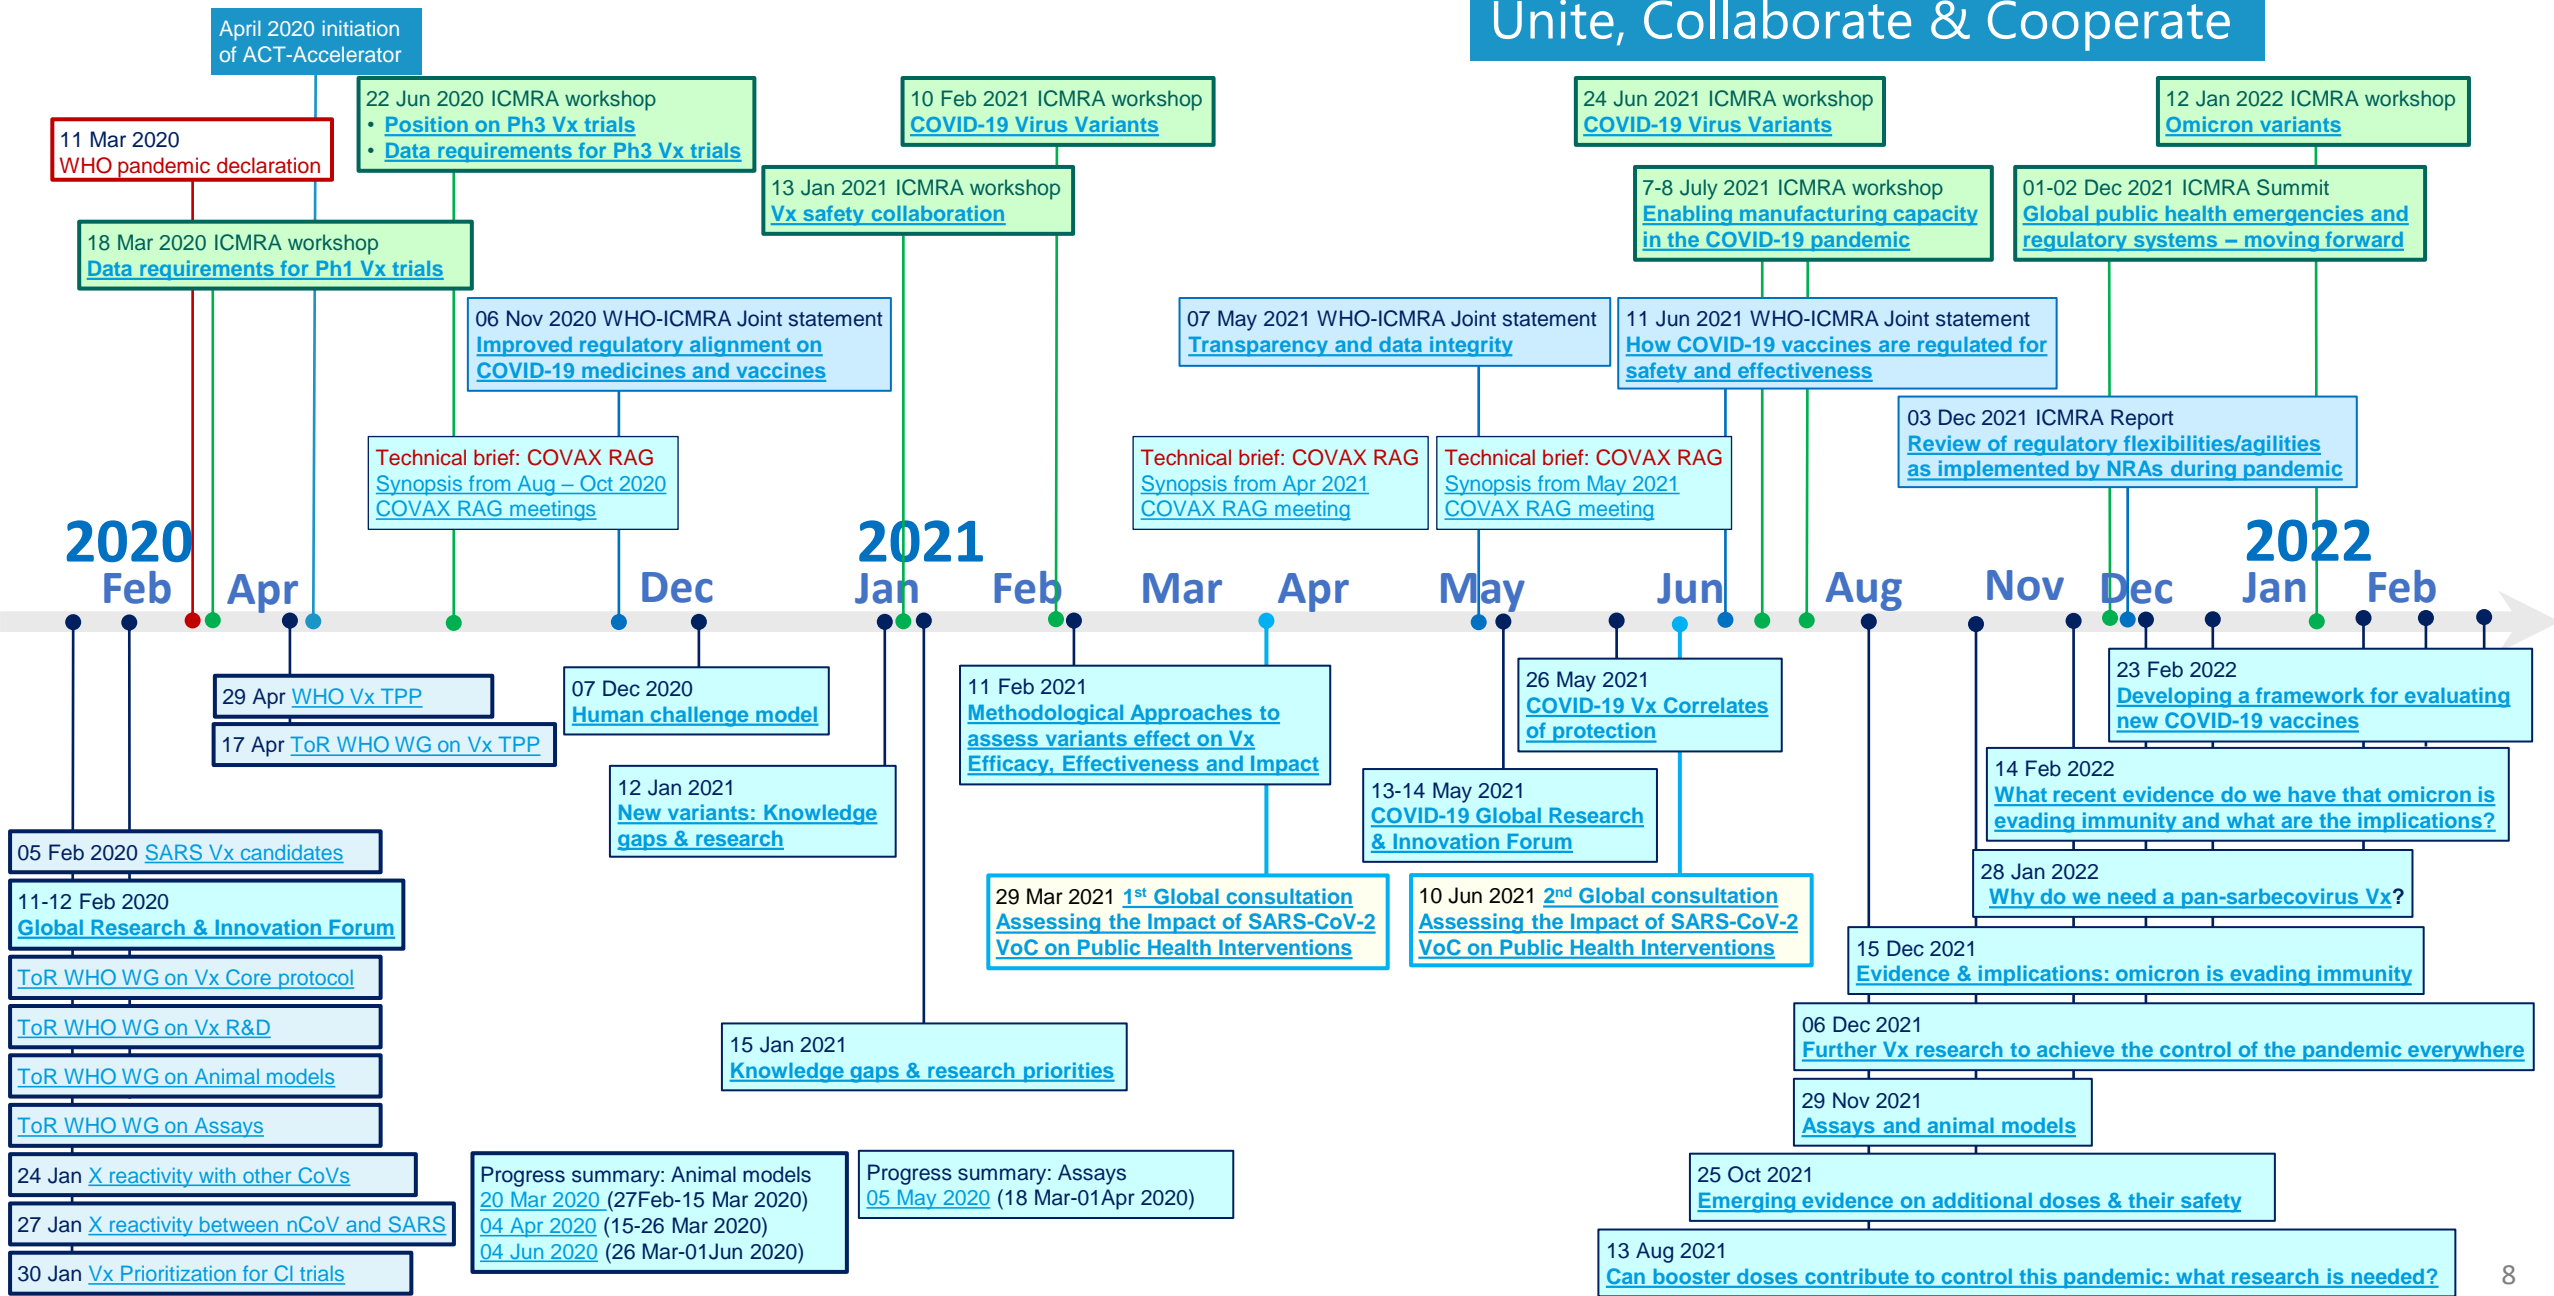 Unite, Collaborate & Cooperate
April 2020 initiation
of ACT-Accelerator
11 Mar 2020
WHO pandemic declaration
22 Jun 2020 ICMRA workshop
• Position on Ph3 Vx trials
• Data requirements for Ph3 Vx trials
10 Feb 2021 ICMRA workshop
COVID-19 Virus Variants
24 Jun 2021 ICMRA workshop
COVID-19 Virus Variants
12 Jan 2022 ICMRA workshop
Omicron variants
18 Mar 2020 ICMRA workshop
Data requirements for Ph1 Vx trials
13 Jan 2021 ICMRA workshop
Vx safety collaboration
7-8 July 2021 ICMRA workshop
Enabling manufacturing capacity
in the COVID-19 pandemic
01-02 Dec 2021 ICMRA Summit
Global public health emergencies and
regulatory systems – moving forward
06 Nov 2020 WHO-ICMRA Joint statement
Improved regulatory alignment on
COVID-19 medicines and vaccines
07 May 2021 WHO-ICMRA Joint statement
Transparency and data integrity
11 Jun 2021 WHO-ICMRA Joint statement
How COVID-19 vaccines are regulated for
safety and effectiveness
03 Dec 2021 ICMRA Report
Review of regulatory flexibilities/agilities
as implemented by NRAs during pandemic
Technical brief: COVAX RAG
Synopsis from Aug – Oct 2020
COVAX RAG meetings
Technical brief: COVAX RAG
Synopsis from Apr 2021
COVAX RAG meeting
Technical brief: COVAX RAG
Synopsis from May 2021
COVAX RAG meeting
2020
2021
2022
Feb Apr Dec Jan Feb Mar Apr May Jun Aug Nov Dec Jan Feb
29 Apr WHO Vx TPP
17 Apr ToR WHO WG on Vx TPP
07 Dec 2020
Human challenge model
12 Jan 2021
New variants: Knowledge
gaps & research
11 Feb 2021
Methodological Approaches to
assess variants effect on Vx
Efficacy, Effectiveness and Impact
26 May 2021
COVID-19 Vx Correlates
of protection
13-14 May 2021
COVID-19 Global Research
& Innovation Forum
23 Feb 2022
Developing a framework for evaluating
new COVID-19 vaccines
14 Feb 2022
What recent evidence do we have that omicron is
evading immunity and what are the implications?
28 Jan 2022
Why do we need a pan-sarbecovirus Vx?
29 Mar 2021 1st Global consultation
Assessing the Impact of SARS-CoV-2
VoC on Public Health Interventions
10 Jun 2021 2nd Global consultation
Assessing the Impact of SARS-CoV-2
VoC on Public Health Interventions
15 Dec 2021
Evidence & implications: omicron is evading immunity
06 Dec 2021
Further Vx research to achieve the control of the pandemic everywhere
29 Nov 2021
Assays and animal models
25 Oct 2021
Emerging evidence on additional doses & their safety
13 Aug 2021
Can booster doses contribute to control this pandemic: what research is needed?
15 Jan 2021
Knowledge gaps & research priorities
05 Feb 2020 SARS Vx candidates
11-12 Feb 2020
Global Research & Innovation Forum
ToR WHO WG on Vx Core protocol
ToR WHO WG on Vx R&D
ToR WHO WG on Animal models
ToR WHO WG on Assays
24 Jan X reactivity with other CoVs
27 Jan X reactivity between nCoV and SARS
30 Jan Vx Prioritization for Cl trials
Progress summary: Animal models
20 Mar 2020 (27Feb-15 Mar 2020)
04 Apr 2020 (15-26 Mar 2020)
04 Jun 2020 (26 Mar-01Jun 2020)
Progress summary: Assays
05 May 2020 (18 Mar-01Apr 2020)
8